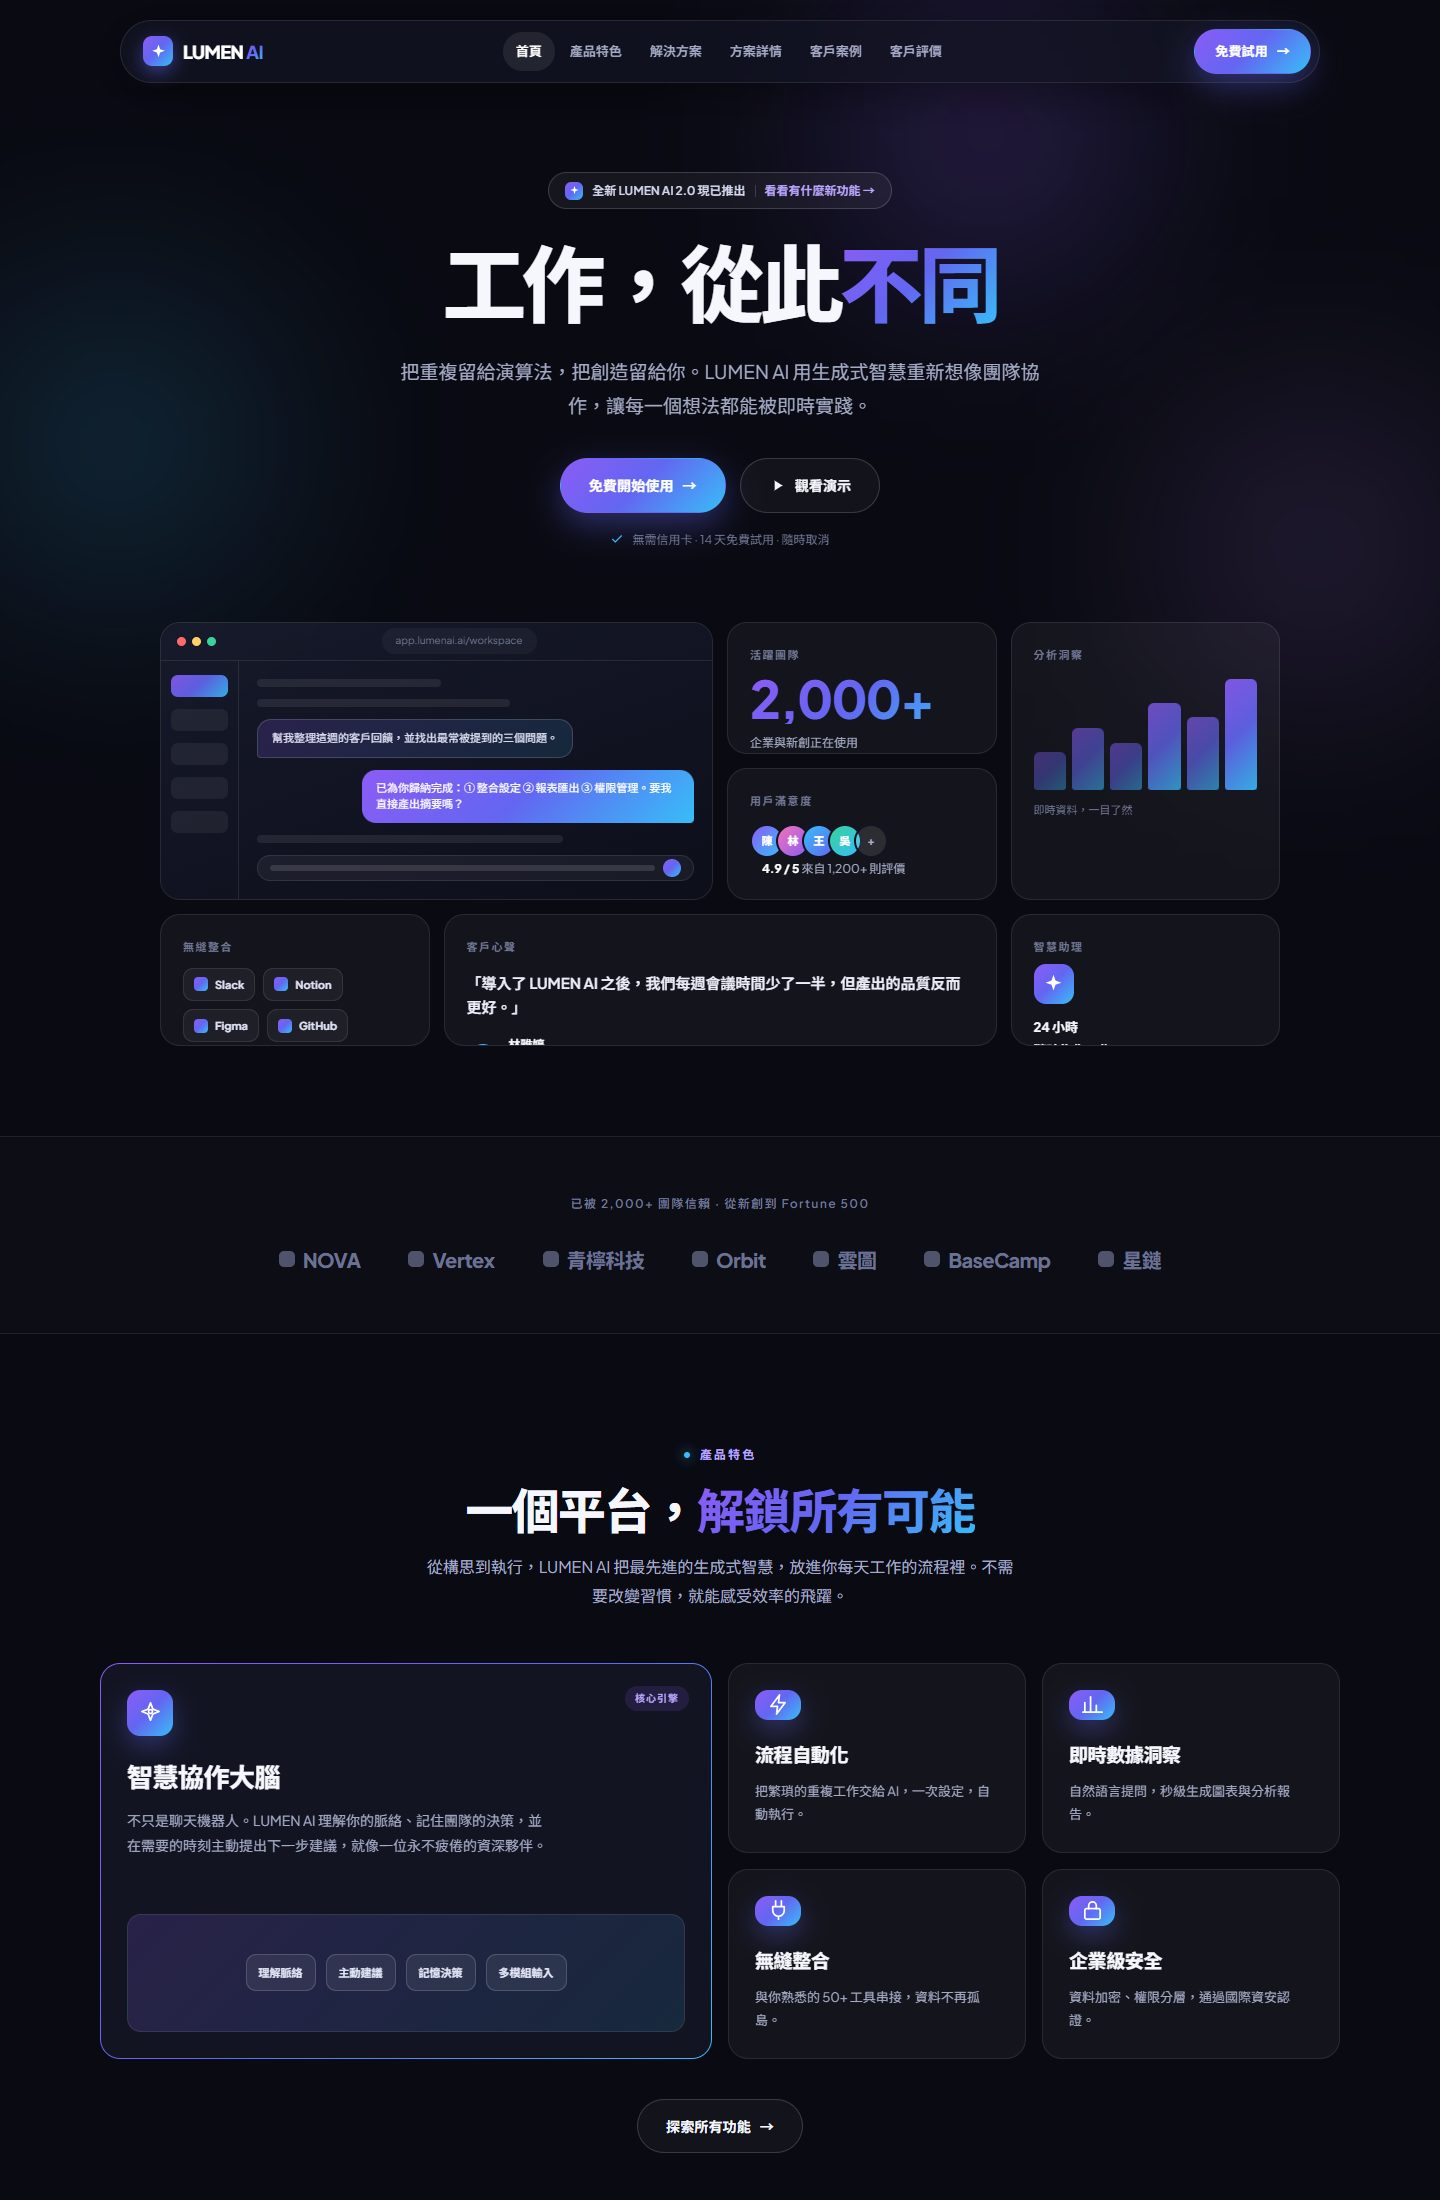 LUMEN AI
首頁
產品特色
解決方案
方案詳情
客戶案例
客戶評價
免費試用 →
全新 LUMEN AI 2.0 現已推出
看看有什麼新功能 →
工作，從此不同
把重複留給演算法，把創造留給你。LUMEN AI 用生成式智慧重新想像團隊協
作，讓每一個想法都能被即時實踐。
免費開始使用 →
觀看演示
無需信用卡 · 14 天免費試用 · 隨時取消
app.lumenai.ai/workspace
幫我整理這週的客戶回饋，並找出最常被提到的三個問題。
已為你歸納完成：① 整合設定 ② 報表匯出 ③ 權限管理。要我
直接產出摘要嗎？
活躍團隊
2,000+
企業與新創正在使用
用戶滿意度
陳
林
王
吳
+
4.9 / 5 來自 1,200+ 則評價
分析洞察
即時資料，一目了然
無縫整合
Slack
Notion
Figma
GitHub
客戶心聲
「導入了 LUMEN AI 之後，我們每週會議時間少了一半，但產出的品質反而
更好。」
智慧助理
24 小時
已被 2,000+ 團隊信賴 · 從新創到 Fortune 500
NOVA
Vertex
青檸科技
Orbit
雲圖
BaseCamp
星鏈
產品特色
一個平台，解鎖所有可能
從構思到執行，LUMEN AI 把最先進的生成式智慧，放進你每天工作的流程裡。不需
要改變習慣，就能感受效率的飛躍。
核心引擎
智慧協作大腦
不只是聊天機器人。LUMEN AI 理解你的脈絡、記住團隊的決策，並
在需要的時刻主動提出下一步建議，就像一位永不疲倦的資深夥伴。
理解脈絡
主動建議
記憶決策
多模組輸入
流程自動化
把繁瑣的重複工作交給 AI，一次設定，自
動執行。
即時數據洞察
自然語言提問，秒級生成圖表與分析報
告。
無縫整合
與你熟悉的 50+ 工具串接，資料不再孤
島。
企業級安全
資料加密、權限分層，通過國際資安認
證。
探索所有功能 →